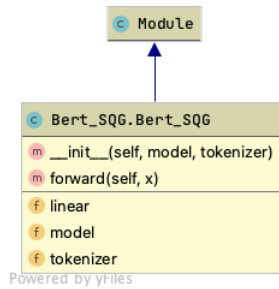 C Module
C Bert_SQG.Bert_SQG
m __init__(self, model, tokenizer)
m forward(self, x)
f linear
f model
f tokenizer
Powered by yFiles